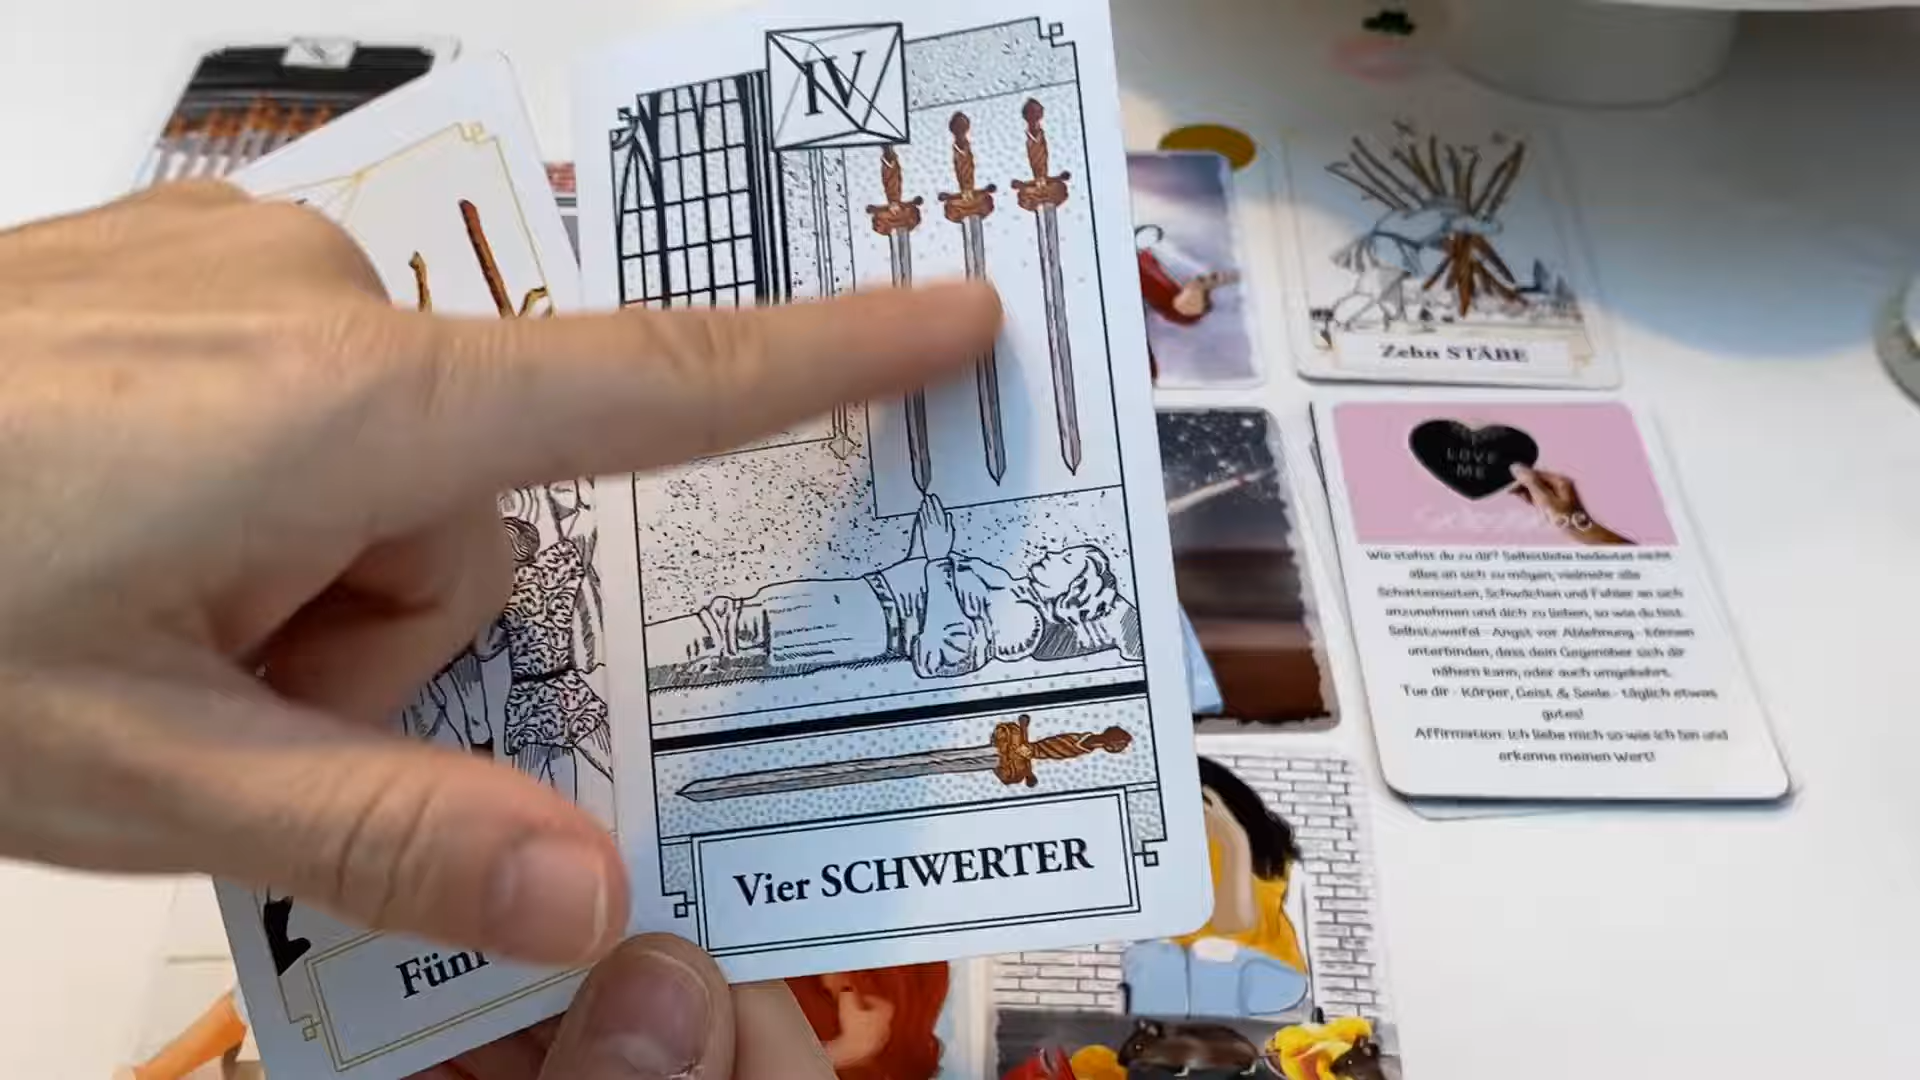 IV
Vier SCHWERTER
Fün
Zehn STÄBE
LOVE
ME
Selbstliebe
Wie stehst du zu dir? Selbstliebe bedeutet nicht
alles an sich zu mögen, vielmehr alle
Schattenseiten, Schwächen und Fehler an sich
anzunehmen und dich zu lieben, so wie du bist.
Selbstzweifel - Angst vor Ablehnung - können
unterbinden, dass dein Gegenüber sich dir
nähern kann, oder auch umgekehrt.
Tue dir - Körper, Geist & Seele - täglich etwas
gutes!
Affirmation: Ich liebe mich so wie ich bin und
erkenne meinen Wert!